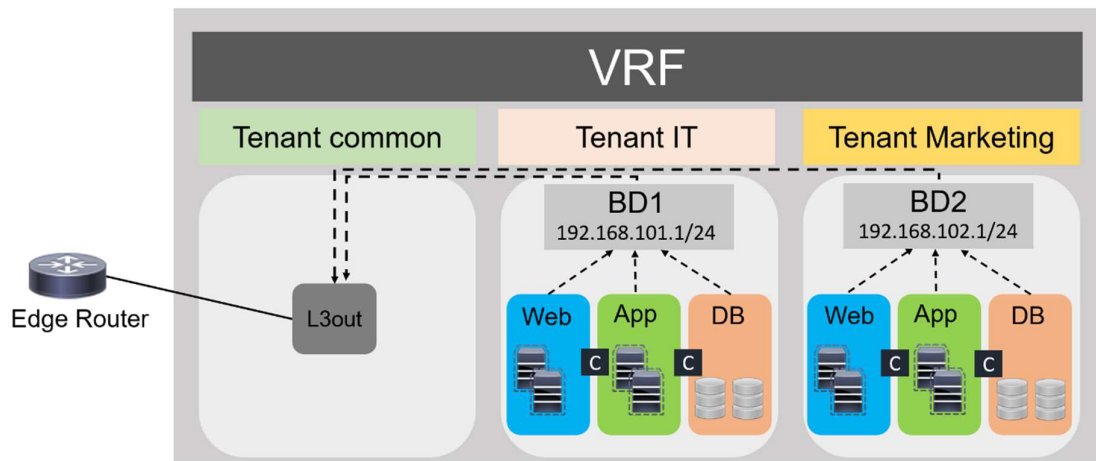 VRF
Tenant common
Tenant IT
Tenant Marketing
BD1
192.168.101.1/24
BD2
192.168.102.1/24
Edge Router
L3out
Web
App
DB
C
C
Web
App
DB
C
C